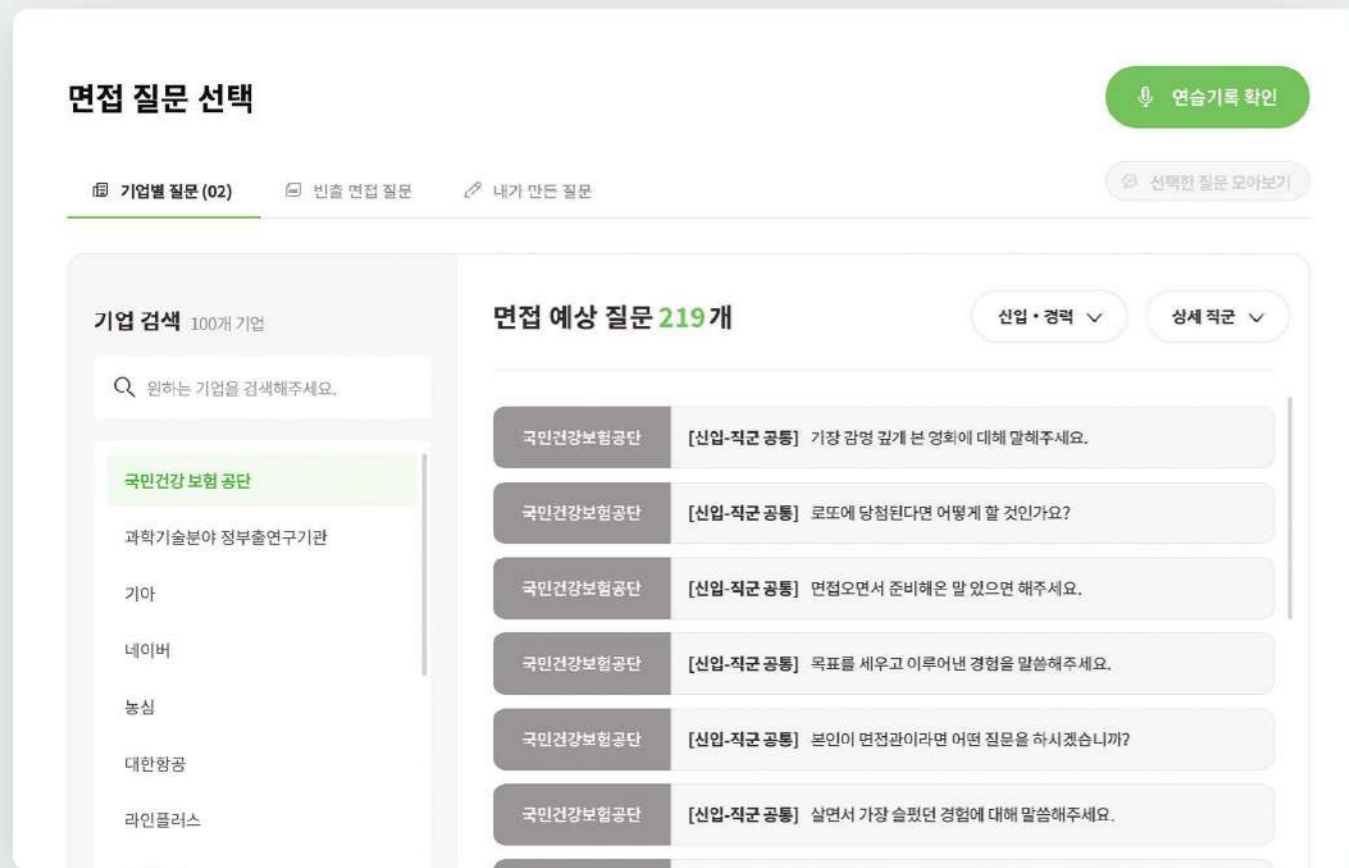 면접 질문 선택
연습기록 확인
기업별 질문 (02)
빈출 면접 질문
내가 만든 질문
선택한 질문 모아보기
기업 검색 100개 기업
원하는 기업을 검색해주세요.
국민건강 보험 공단
과학기술분야 정부출연구기관
기아
네이버
농심
대한항공
라인플러스
면접 예상 질문 219개
신입・경력
상세 직군
국민건강보험공단 [신입-직군 공통] 기장 감명 깊게 본 영화에 대해 말해주세요.
국민건강보험공단 [신입-직군 공통] 로또에 당첨된다면 어떻게 할 것인가요?
국민건강보험공단 [신입-직군 공통] 면접오면서 준비해온 말 있으면 해주세요.
국민건강보험공단 [신입-직군 공통] 목표를 세우고 이루어낸 경험을 말씀해주세요.
국민건강보험공단 [신입-직군 공통] 본인이 면접관이라면 어떤 질문을 하시겠습니까?
국민건강보험공단 [신입-직군 공통] 살면서 가장 슬펐던 경험에 대해 말씀해주세요.